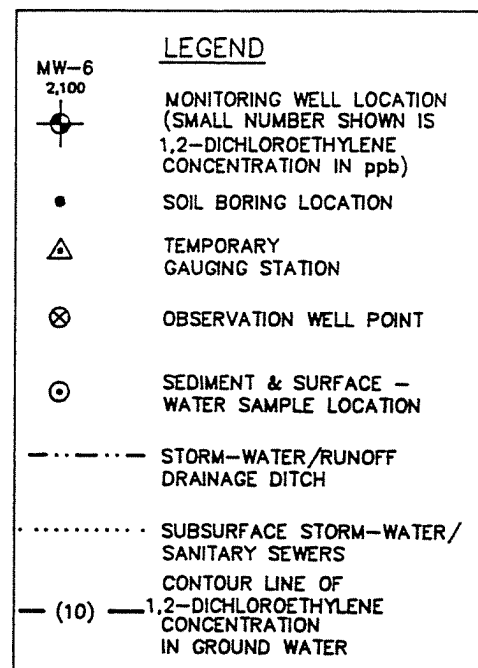 LEGEND
MW-6
2,100
MONITORING WELL LOCATION
(SMALL NUMBER SHOWN IS
1,2-DICHLOROETHYLENE
CONCENTRATION IN ppb)
SOIL BORING LOCATION
TEMPORARY
GAUGING STATION
OBSERVATION WELL POINT
SEDIMENT & SURFACE -
WATER SAMPLE LOCATION
STORM-WATER/RUNOFF
DRAINAGE DITCH
SUBSURFACE STORM-WATER/
SANITARY SEWERS
CONTOUR LINE OF
(10) 1,2-DICHLOROETHYLENE
CONCENTRATION
IN GROUND WATER